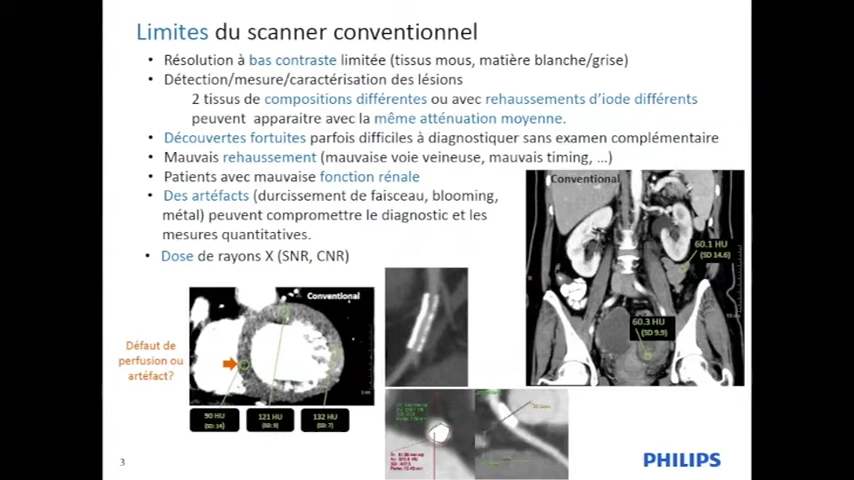 Limites du scanner conventionnel
• Résolution à bas contraste limitée (tissus mous, matière blanche/grise)
• Détection/mesure/caractérisation des lésions
2 tissus de compositions différentes ou avec rehaussements d'iode différents
peuvent apparaitre avec la même atténuation moyenne.
• Découvertes fortuites parfois difficiles à diagnostiquer sans examen complémentaire
• Mauvais rehaussement (mauvaise voie veineuse, mauvais timing, ...)
• Patients avec mauvaise fonction rénale
• Des artéfacts (durcissement de faisceau, blooming,
métal) peuvent compromettre le diagnostic et les
mesures quantitatives.
• Dose de rayons X (SNR, CNR)
Conventional
60.1 HU
(SD 14.6)
60.3 HU
(SD 9.9)
Conventional
Défaut de
perfusion ou
artéfact?
90 HU
(SD: 14)
121 HU
(SD: 9)
132 HU
(SD: 7)
3
PHILIPS